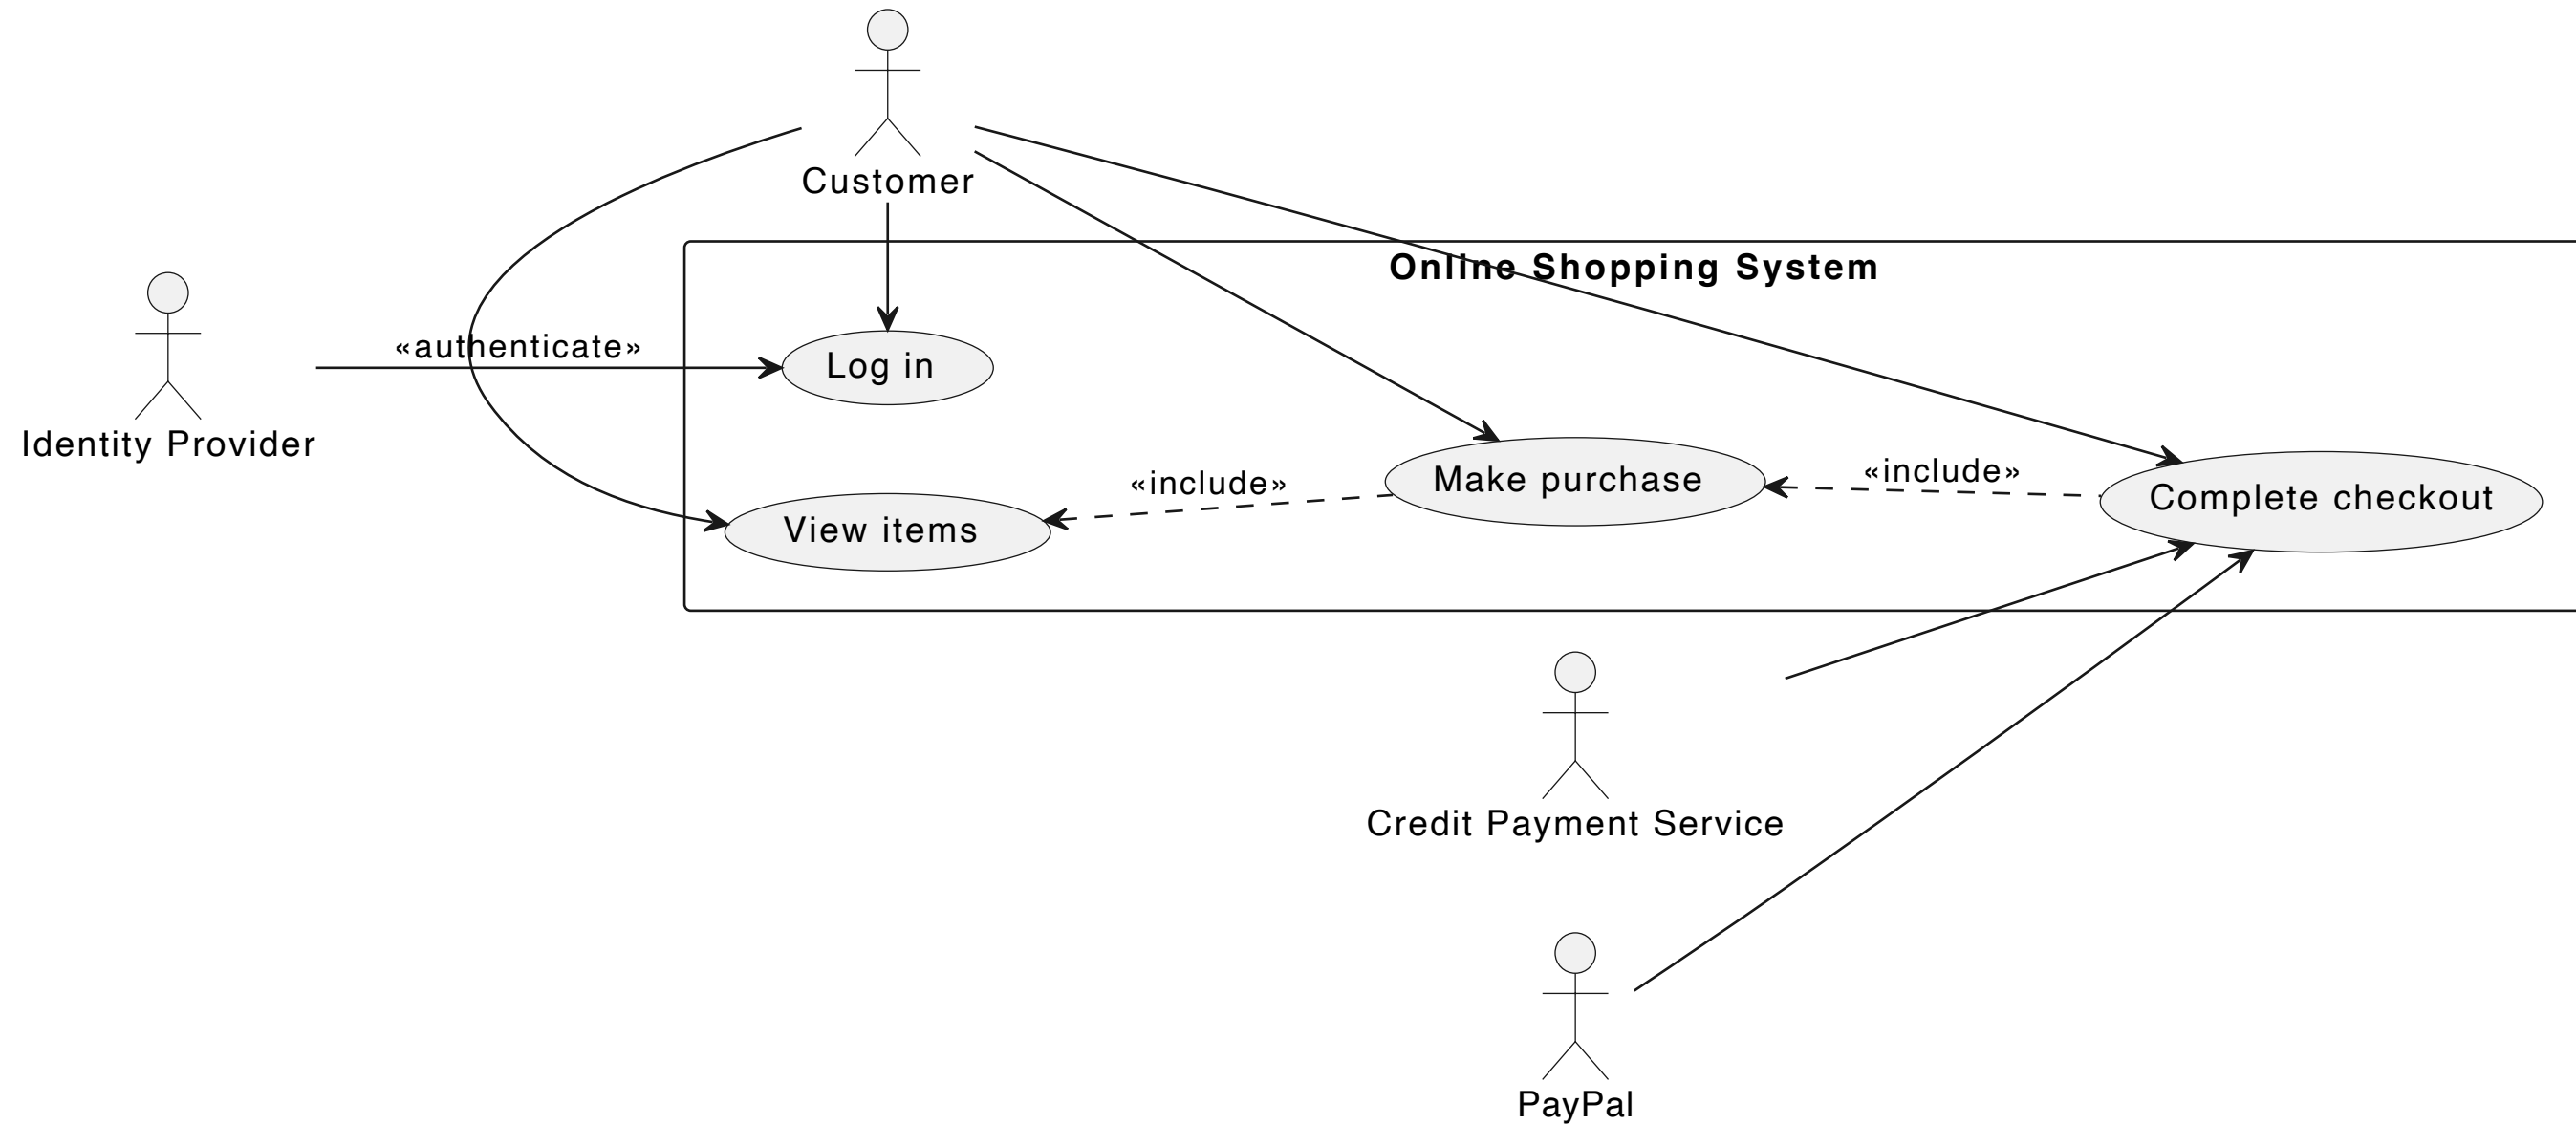 Customer
Online Shopping System
«authenticate»
Log in
Identity Provider
«include»
«include»
Make purchase
Complete checkout
View items
Credit Payment Service
PayPal